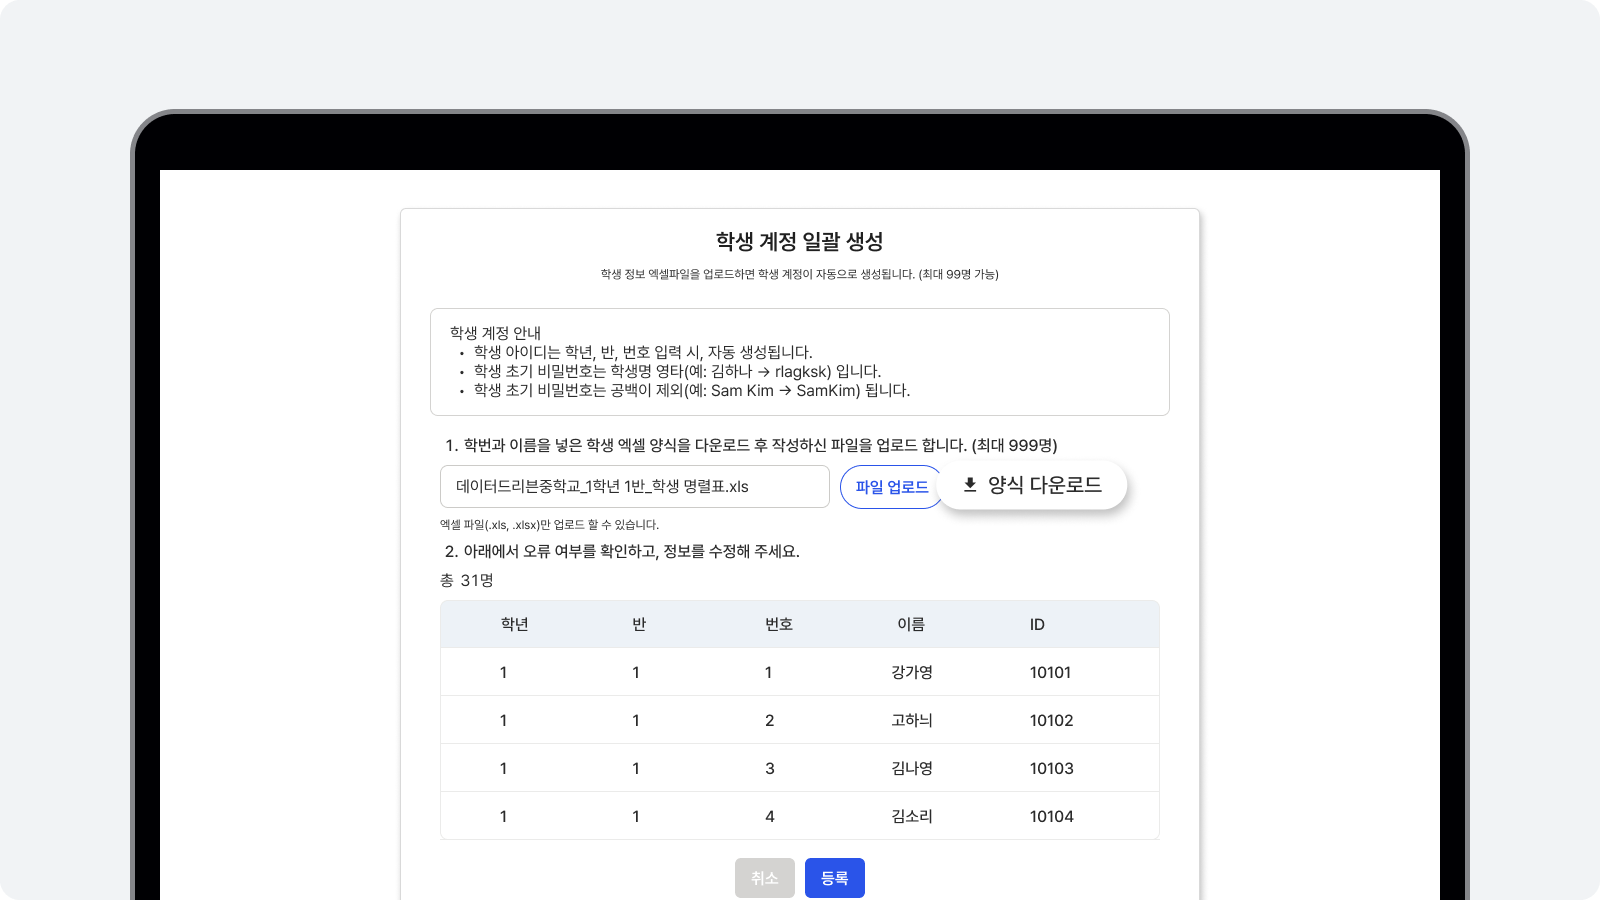 학생 계정 일괄 생성
학생 정보 엑셀파일을 업로드하면 학생 계정이 자동으로 생성됩니다. (최대 99명 가능)
학생 계정 안내
• 학생 아이디는 학년, 반, 번호 입력 시, 자동 생성됩니다.
• 학생 초기 비밀번호는 학생명 영타(예: 김하나 → rlagksk) 입니다.
• 학생 초기 비밀번호는 공백이 제외(예: Sam Kim → SamKim) 됩니다.
1. 학번과 이름을 넣은 학생 엑셀 양식을 다운로드 후 작성하신 파일을 업로드 합니다. (최대 999명)
데이터드리븐중학교_1학년 1반_학생 명렬표.xls 파일 업로드 양식 다운로드
엑셀 파일(.xls, .xlsx)만 업로드 할 수 있습니다.
2. 아래에서 오류 여부를 확인하고, 정보를 수정해 주세요.
총 31명
학년 반 번호 이름 ID
1 1 1 강가영 10101
1 1 2 고하늬 10102
1 1 3 김나영 10103
1 1 4 김소리 10104
취소 등록